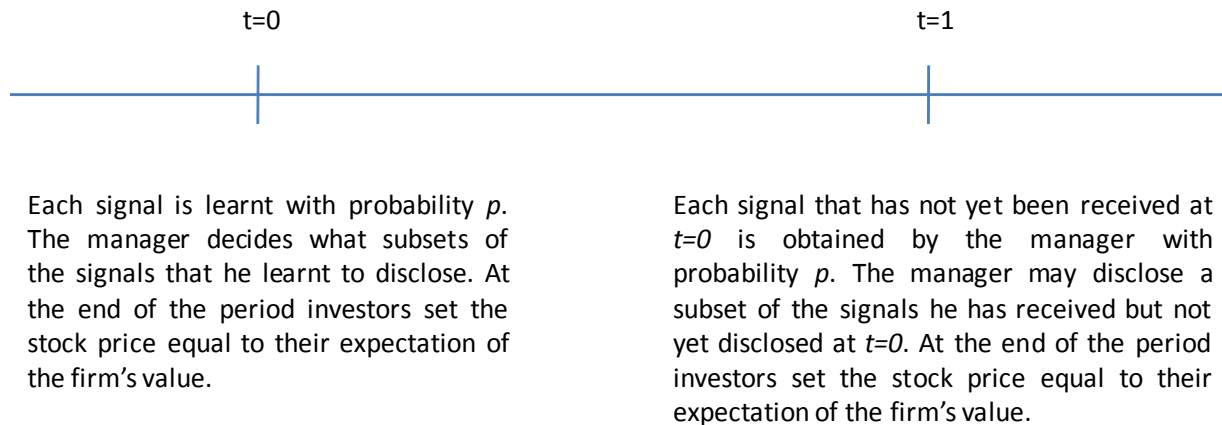 t=0
t=1
Each signal is learnt with probability p.
The manager decides what subsets of
the signals that he learnt to disclose. At
the end of the period investors set the
stock price equal to their expectation of
the firm's value.
Each signal that has not yet been received at
t=0 is obtained by the manager with
probability p. The manager may disclose a
subset of the signals he has received but not
yet disclosed at t=0. At the end of the period
investors set the stock price equal to their
expectation of the firm's value.